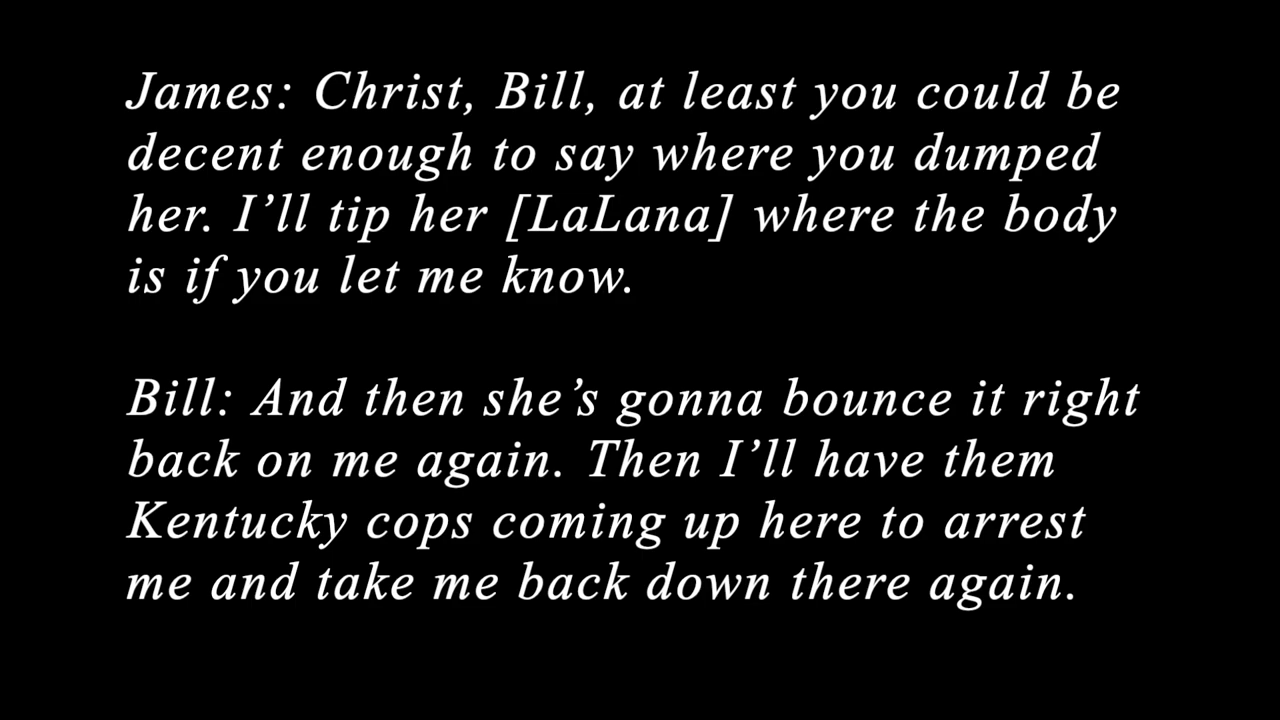 James: Christ, Bill, at least you could be
decent enough to say where you dumped
her. I’ll tip her [LaLana] where the body
is if you let me know.
Bill: And then she’s gonna bounce it right
back on me again. Then I’ll have them
Kentucky cops coming up here to arrest
me and take me back down there again.